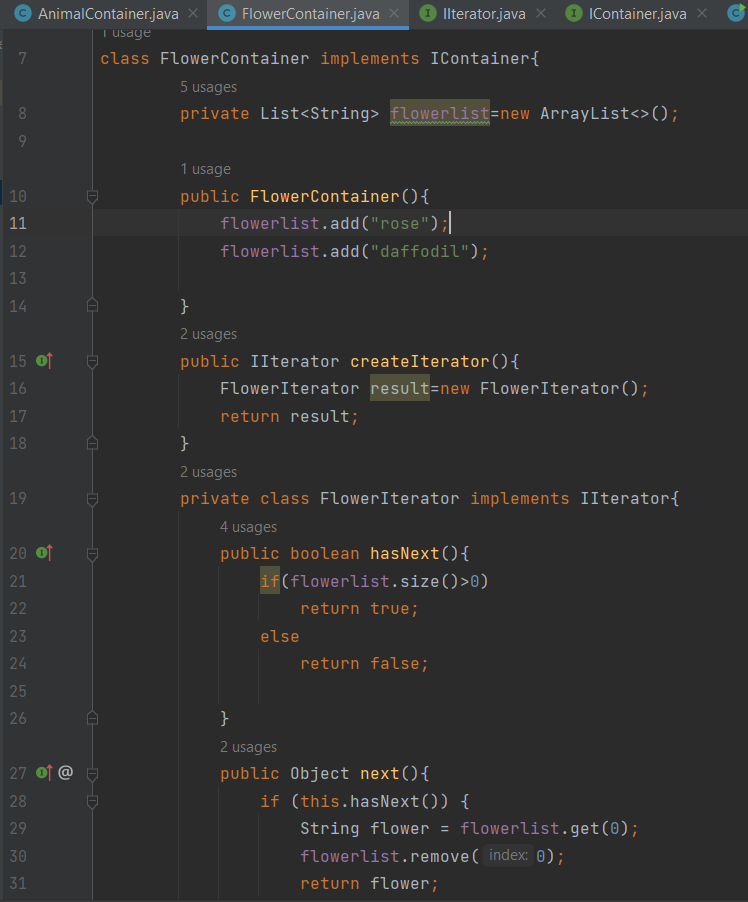 AnimalContainer.java FlowerContainer.java IIterator.java IContainer.java
1 usage
7 class FlowerContainer implements IContainer{
5 usages
8 private List<String> flowerlist=new ArrayList<>();
9
1 usage
10 public FlowerContainer(){
11 flowerlist.add("rose");
12 flowerlist.add("daffodil");
13
14 }
2 usages
15 public IIterator createIterator(){
16 FlowerIterator result=new FlowerIterator();
17 return result;
18 }
2 usages
19 private class FlowerIterator implements IIterator{
4 usages
20 public boolean hasNext(){
21 if(flowerlist.size()>0)
22 return true;
23 else
24 return false;
25
26 }
2 usages
27 @ public Object next(){
28 if (this.hasNext()) {
29 String flower = flowerlist.get(0);
30 flowerlist.remove( index: 0);
31 return flower;